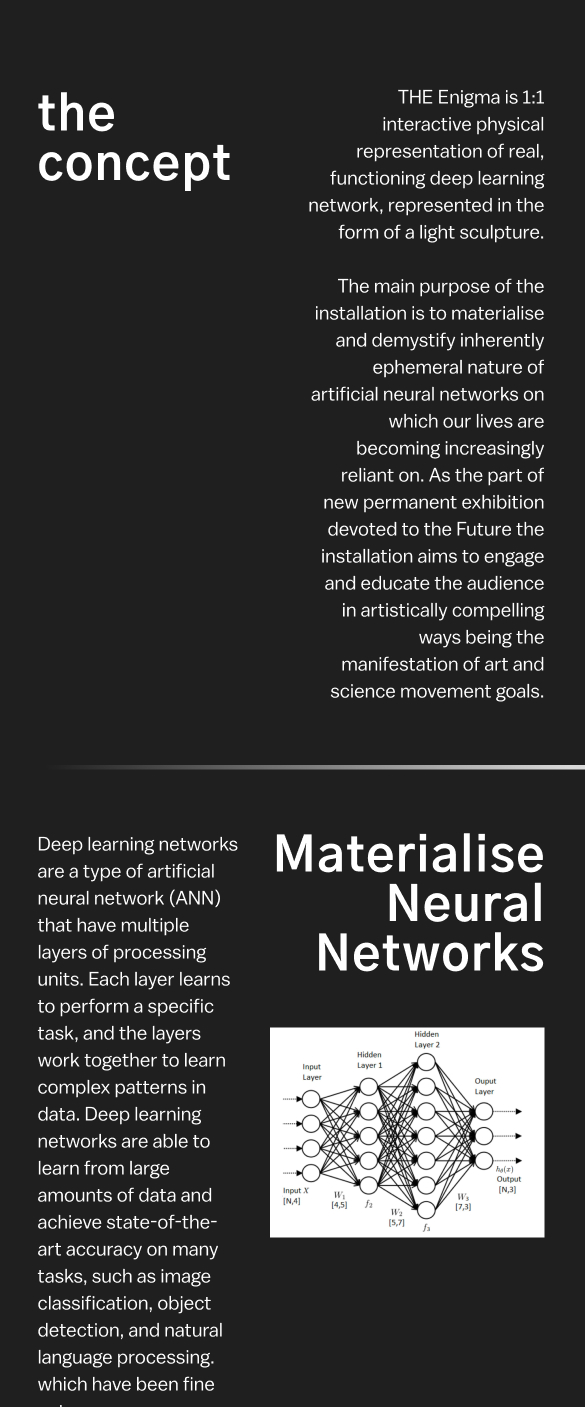 the
concept
THE Enigma is 1:1
interactive physical
representation of real,
functioning deep learning
network, represented in the
form of a light sculpture.
The main purpose of the
installation is to materialise
and demystify inherently
ephemeral nature of
artificial neural networks on
which our lives are
becoming increasingly
reliant on. As the part of
new permanent exhibition
devoted to the Future the
installation aims to engage
and educate the audience
in artistically compelling
ways being the
manifestation of art and
science movement goals.
Deep learning networks
are a type of artificial
neural network (ANN)
that have multiple
layers of processing
units. Each layer learns
to perform a specific
task, and the layers
work together to learn
complex patterns in
data. Deep learning
networks are able to
learn from large
amounts of data and
achieve state-of-the-
art accuracy on many
tasks, such as image
classification, object
detection, and natural
language processing.
which have been fine
Materialise
Neural
Networks
Input
Layer
Hidden
Layer 1
Hidden
Layer 2
Ouput
Layer
Input X
[N,4]
W₁
[4,5]
f₂
W₂
[5,7]
f₃
W₃
[7,3]
hθ(x)
Output
[N,3]